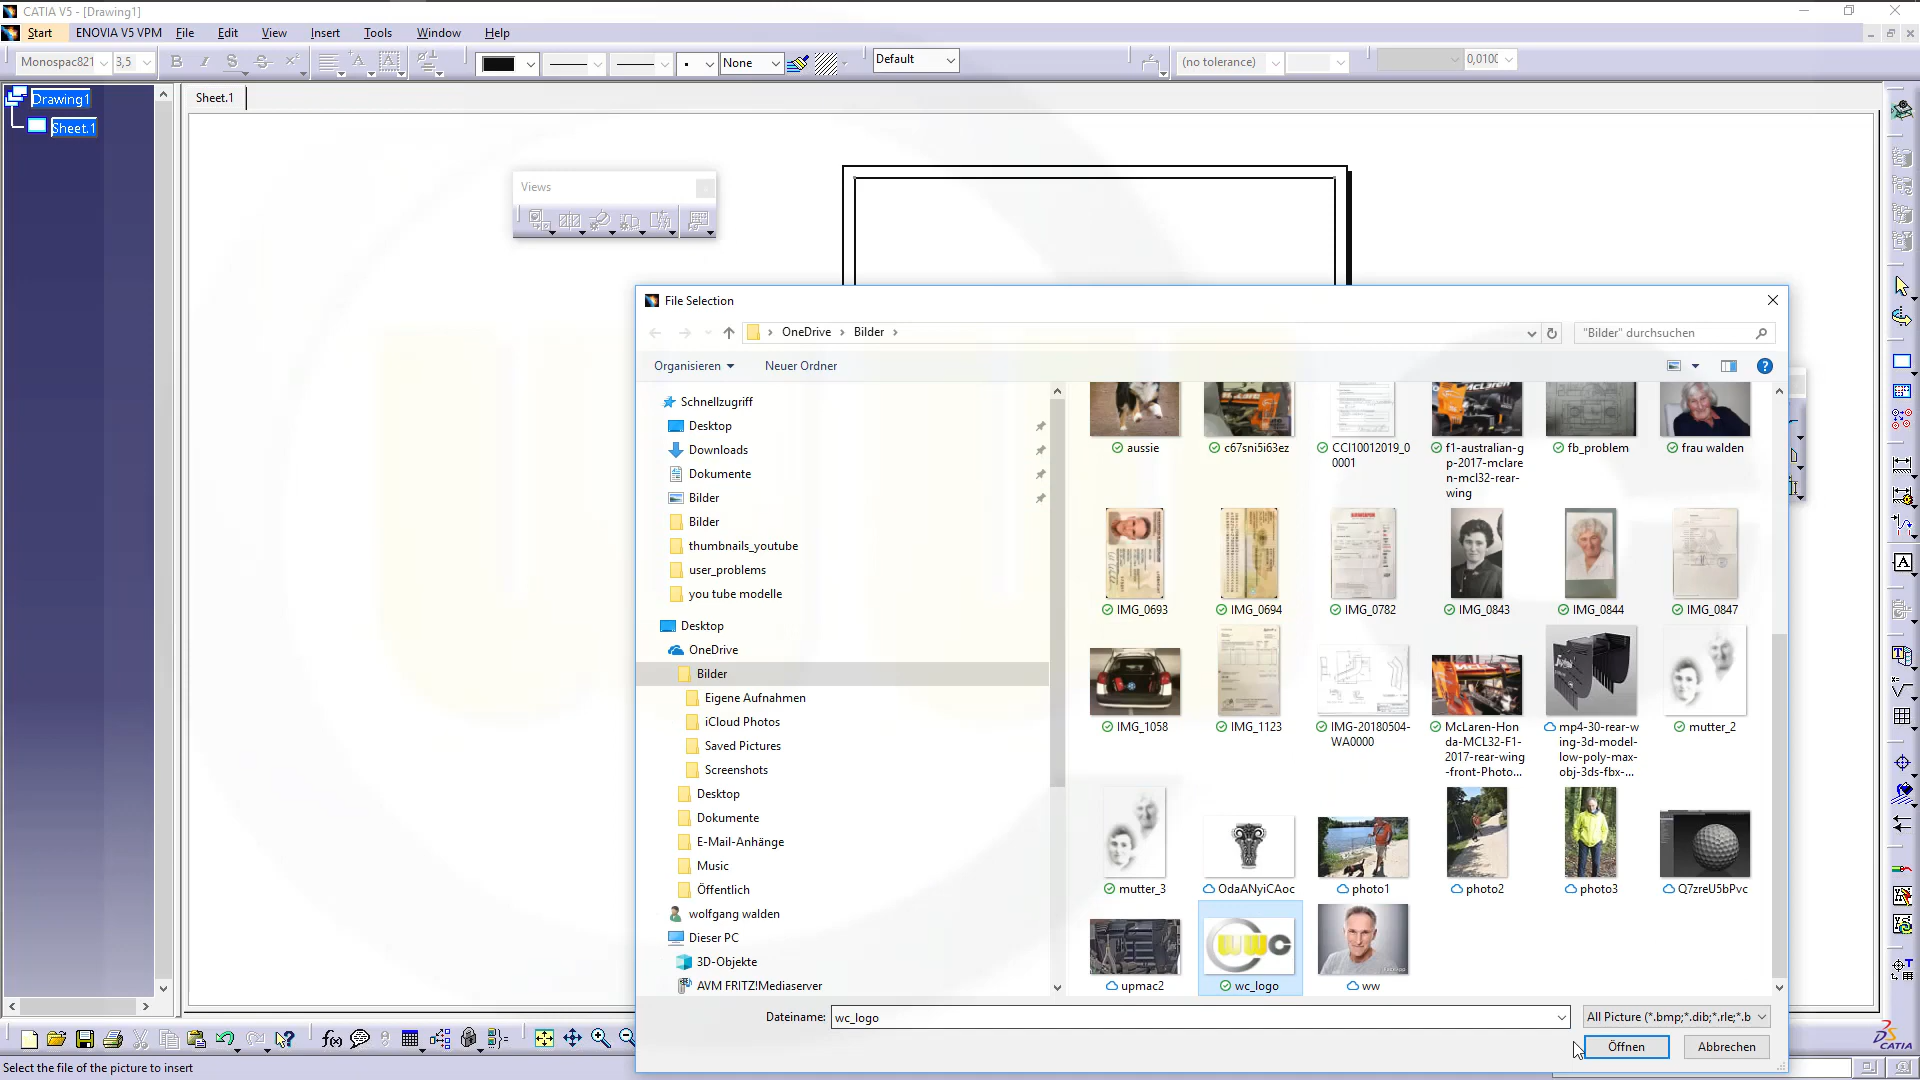 CATIA V5 - [Drawing1]
Start ENOVIA V5 VPM File Edit View Insert Tools Window Help
Monospac821 3,5 B I S S None Default (no tolerance) 0,0100
Drawing1
Sheet.1
Sheet.1
Views
File Selection
OneDrive Bilder "Bilder" durchsuchen
Organisieren Neuer Ordner
Schnellzugriff
Desktop
Downloads
Dokumente
Bilder
Bilder
thumbnails_youtube
user_problems
you tube modelle
Desktop
OneDrive
Bilder
Eigene Aufnahmen
iCloud Photos
Saved Pictures
Screenshots
Desktop
Dokumente
E-Mail-Anhänge
Music
Öffentlich
wolfgang walden
Dieser PC
3D-Objekte
AVM FRITZ!Mediaserver
aussie
c67sni5i63ez
CCI10012019_0
0001
f1-australian-g
p-2017-mclare
n-mcl32-rear-
wing
fb_problem
frau walden
IMG_0693
IMG_0694
IMG_0782
IMG_0843
IMG_0844
IMG_0847
IMG_1058
IMG_1123
IMG-20180504-
WA0000
McLaren-Hon
da-MCL32-F1-
2017-rear-wing
-front-Photo...
mp4-30-rear-w
ing-3d-model-
low-poly-max-
obj-3ds-fbx-...
mutter_2
mutter_3
OdaANyiCAoc
photo1
photo2
photo3
Q7zreU5bPvc
upmac2
wwc
wc_logo
ww
Dateiname: wc_logo All Picture (*.bmp;*.dib;*.rle;*.b
Öffnen Abbrechen
Select the file of the picture to insert
CATIA